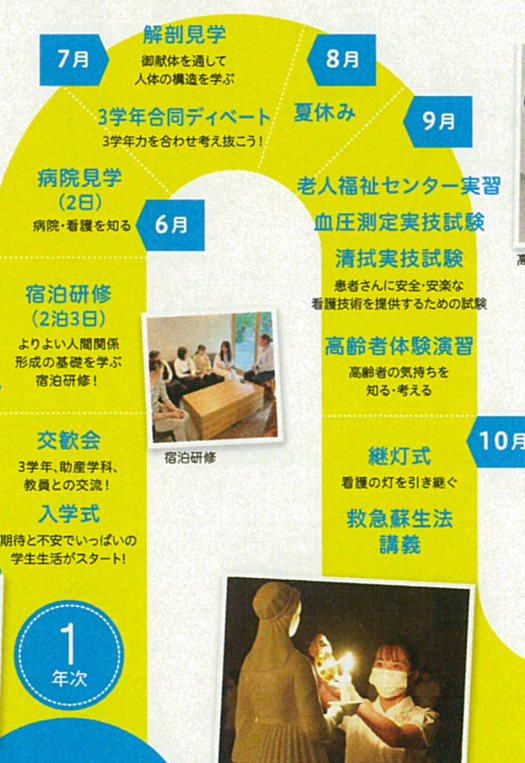 1
年次
入学式
期待と不安でいっぱいの
学生生活がスタート!
交歓会
3学年、助産学科、
教員との交流!
宿泊研修
(2泊3日)
よりよい人間関係
形成の基礎を学ぶ
宿泊研修!
宿泊研修
6月
病院見学
(2日)
病院・看護を知る
7月
解剖見学
御献体を通して
人体の構造を学ぶ
3学年合同ディベート
3学年力を合わせ考え抜こう!
8月
夏休み
9月
老人福祉センター実習
血圧測定実技試験
清拭実技試験
患者さんに安全・安楽な
看護技術を提供するための試験
高齢者体験演習
高齢者の気持ちを
知る・考える
10月
継灯式
看護の灯を引き継ぐ
救急蘇生法
講義